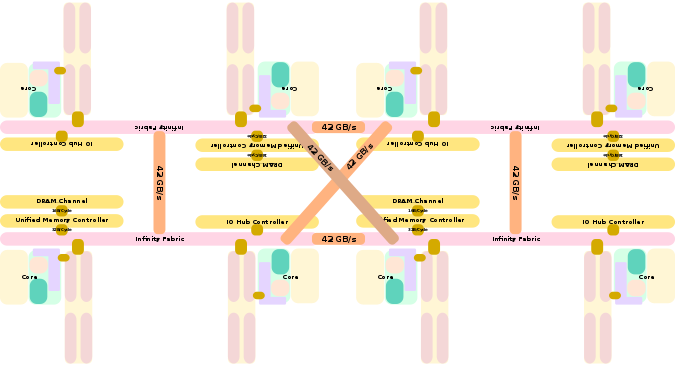 Core
Core
Core
Core
Infinity Fabric
42 GB/s
Infinity Fabric
IO Hub Controller
Unified Memory Controller
IO Hub Controller
Unified Memory Controller
DRAM Channel
DRAM Channel
42 GB/s
42 GB/s
42 GB/s
42 GB/s
DRAM Channel
DRAM Channel
Unified Memory Controller
IO Hub Controller
ified Memory Controller
IO Hub Controller
Infinity Fabric
42 GB/s
Infinity Fabric
Core
Core
Core
Core